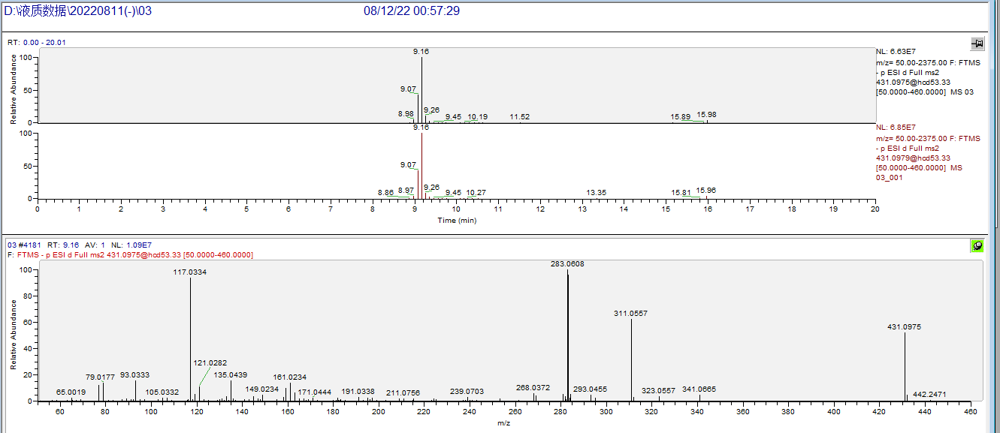 D:\液质数据\20220811(-)\03 08/12/22 00:57:29
RT: 0.00 - 20.01
NL: 6.63E7
m/z= 50.00-2375.00 F: FTMS
- p ESI d Full ms2
431.0975@hcd53.33
[50.0000-460.0000] MS 03
Relative Abundance
100
50
0
9.16
9.07
8.98
9.26
9.45
10.19
11.52
15.89
15.98
NL: 6.85E7
m/z= 50.00-2375.00 F: FTMS
- p ESI d Full ms2
431.0979@hcd53.33
[50.0000-460.0000] MS
03_001
100
50
0
9.16
9.07
8.86
8.97
9.26
9.45
10.27
13.35
15.81
15.96
0 1 2 3 4 5 6 7 8 9 10 11 12 13 14 15 16 17 18 19 20
Time (min)
03 #4181 RT: 9.16 AV: 1 NL: 1.09E7
F: FTMS - p ESI d Full ms2 431.0975@hcd53.33 [50.0000-460.0000]
Relative Abundance
100
80
60
40
20
0
65.0019
79.0177
93.0333
105.0332
117.0334
121.0282
135.0439
149.0234
161.0234
171.0444
191.0338
211.0756
239.0703
268.0372
283.0608
293.0455
311.0557
323.0557
341.0665
431.0975
442.2471
60 80 100 120 140 160 180 200 220 240 260 280 300 320 340 360 380 400 420 440 460
m/z